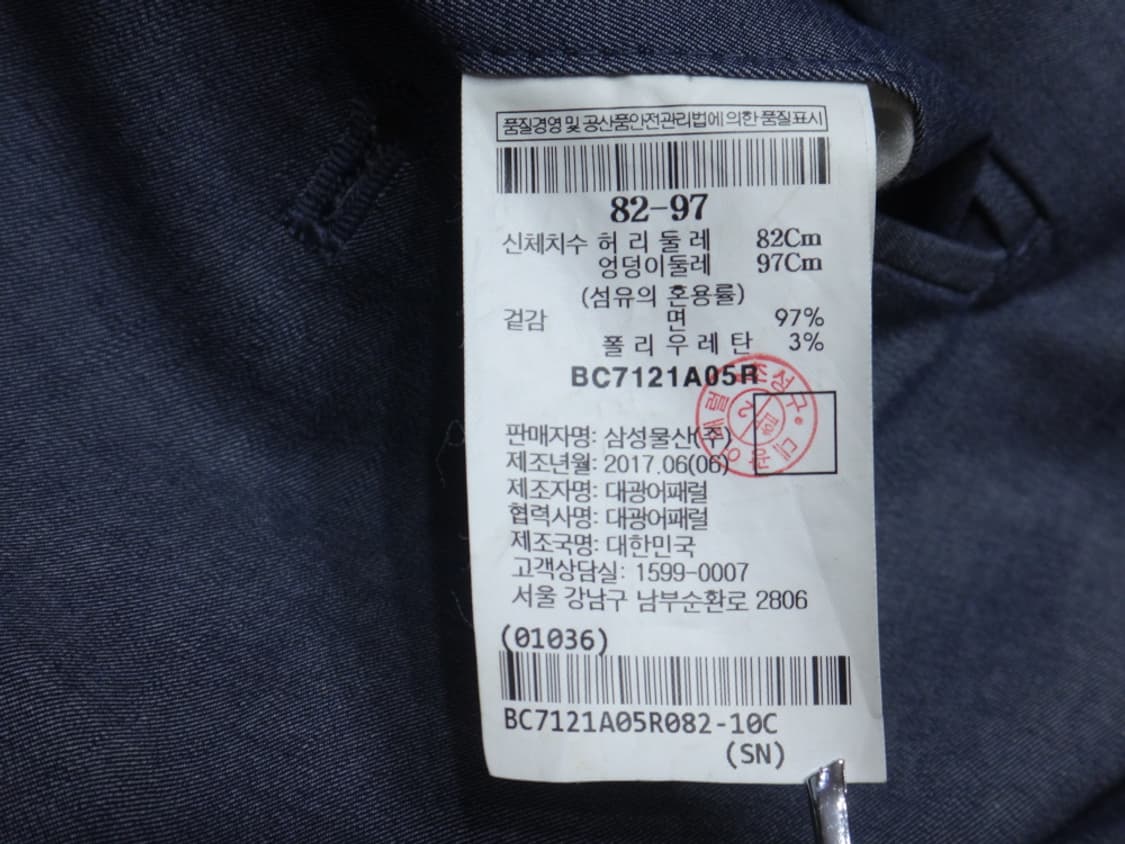 품질경영 및 공산품안전관리법에 의한 품질표시
82-97
신체치수 허 리 둘 레 82Cm
엉덩이둘레 97Cm
(섬유의 혼용률)
겉감 면 97%
폴 리 우 레 탄 3%
BC7121A05R
판매자명: 삼성물산(주)
제조년월: 2017.06(06)
제조자명: 대광어패럴
협력사명: 대광어패럴
제조국명: 대한민국
고객상담실: 1599-0007
서울 강남구 남부순환로 2806
(01036)
BC7121A05R082-10C
(SN)